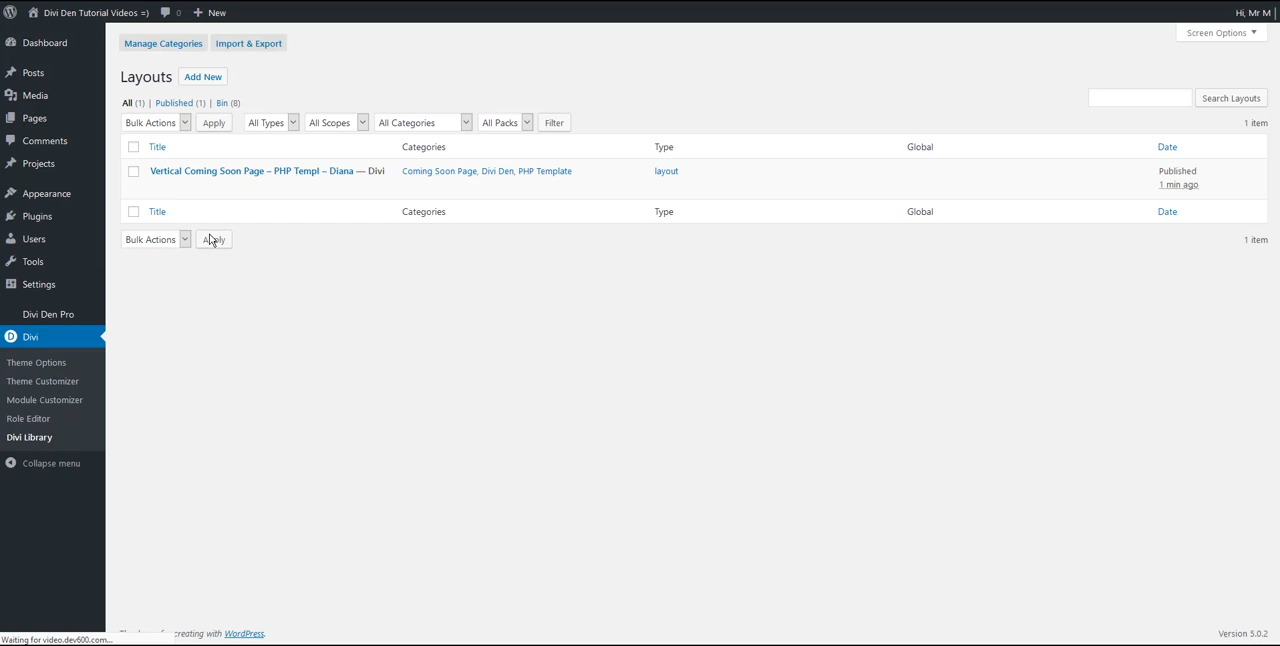 Divi Den Tutorial Videos =) 0 + New Hi, Mr M
Screen Options
Dashboard
Posts
Media
Pages
Comments
Projects
Appearance
Plugins
Users
Tools
Settings
Divi Den Pro
Divi
Theme Options
Theme Customizer
Module Customizer
Role Editor
Divi Library
Collapse menu
Manage Categories Import & Export
Layouts Add New
All (1) | Published (1) | Bin (8)
Search Layouts
Bulk Actions Apply All Types All Scopes All Categories All Packs Filter 1 item
Title Categories Type Global Date
Vertical Coming Soon Page – PHP Templ – Diana — Divi Coming Soon Page, Divi Den, PHP Template layout Published
1 min ago
Title Categories Type Global Date
Bulk Actions Apply 1 item
creating with WordPress. Version 5.0.2
Waiting for video.dev600.com...